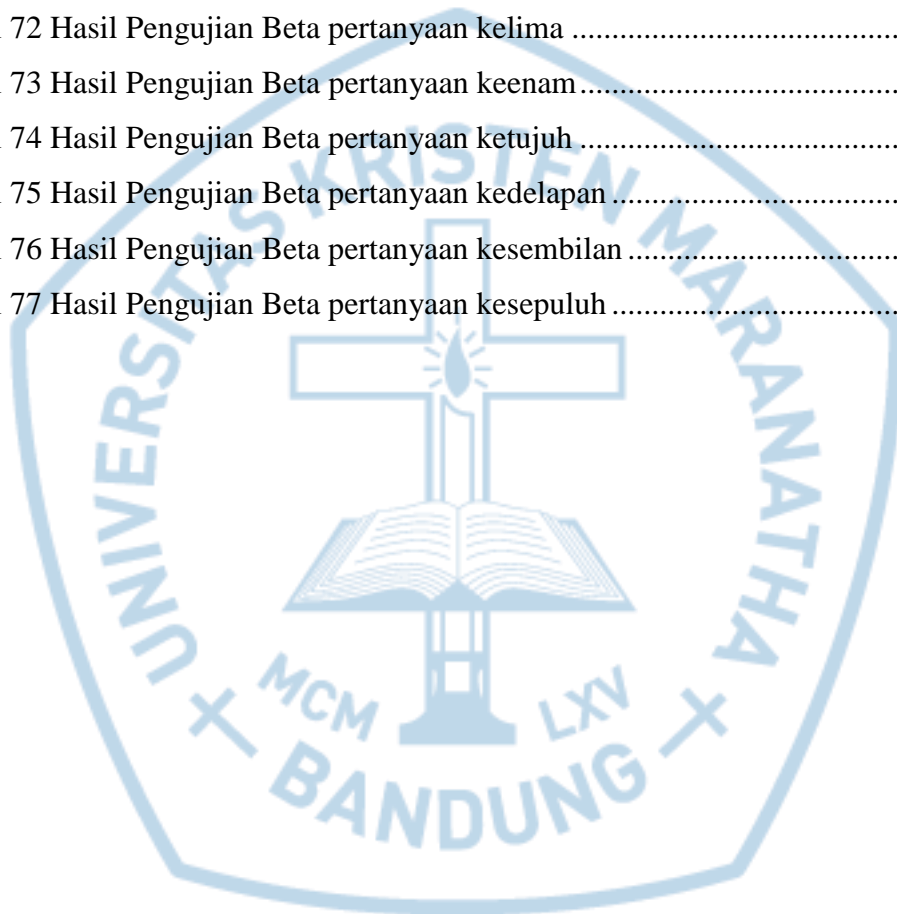 72 Hasil Pengujian Beta pertanyaan kelima ....................................
73 Hasil Pengujian Beta pertanyaan keenam ...................................
74 Hasil Pengujian Beta pertanyaan ketujuh ...................................
75 Hasil Pengujian Beta pertanyaan kedelapan ................................
76 Hasil Pengujian Beta pertanyaan kesembilan ..............................
77 Hasil Pengujian Beta pertanyaan kesepuluh ................................
UNIVERSITAS KRISTEN MARANATHA
MCM LXV
BANDUNG